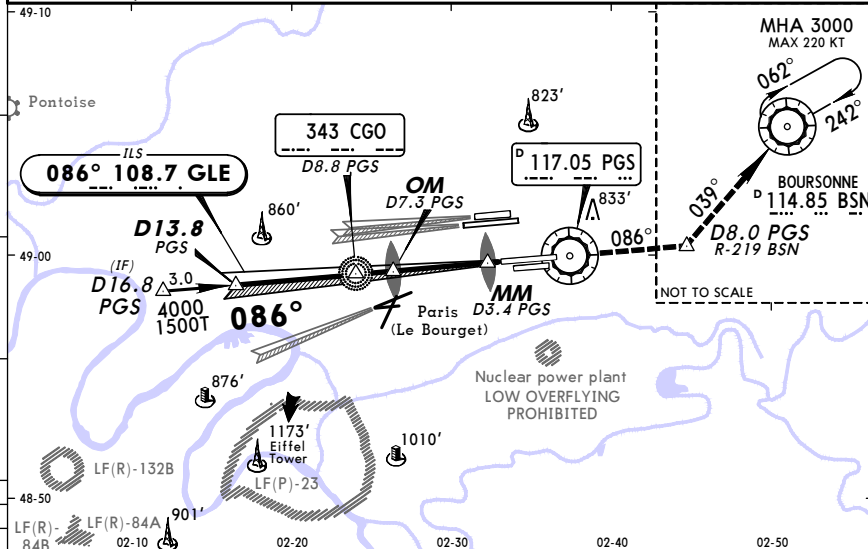 49-10
MHA 3000
MAX 220 KT
062°
242°
Pontoise
823'
343 CGO
D8.8 PGS
ILS
086° 108.7 GLE
D 117.05 PGS
OM
D7.3 PGS
833'
860'
D13.8
PGS
BOURSONNE
D 114.85 BSN
039°
086°
D8.0 PGS
R-219 BSN
49-00
(IF)
D16.8
PGS
3.0
4000
1500T
086°
MM
D3.4 PGS
NOT TO SCALE
Paris
(Le Bourget)
876'
Nuclear power plant
LOW OVERFLYING
PROHIBITED
1173'
Eiffel
Tower
1010'
LF(R)-132B
LF(P)-23
48-50
901'
LF(R)-84A
LF(R)-
84B
02-10
02-20
02-30
02-40
02-50